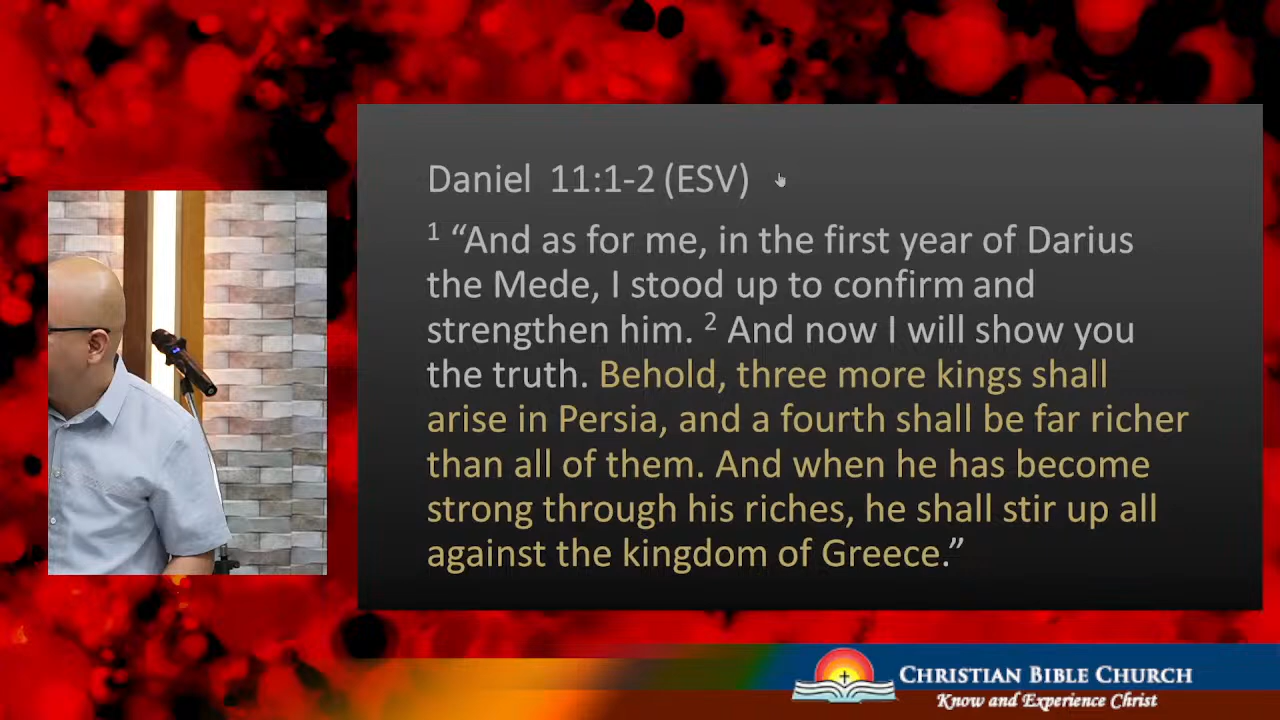 Daniel 11:1-2 (ESV)
1 “And as for me, in the first year of Darius
the Mede, I stood up to confirm and
strengthen him. 2 And now I will show you
the truth. Behold, three more kings shall
arise in Persia, and a fourth shall be far richer
than all of them. And when he has become
strong through his riches, he shall stir up all
against the kingdom of Greece.”
CHRISTIAN BIBLE CHURCH
Know and Experience Christ